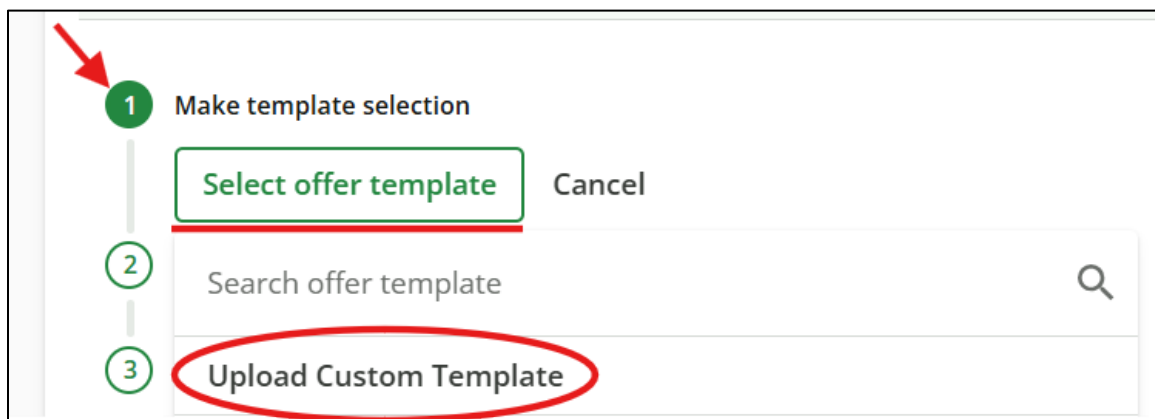 1 Make template selection
Select offer template Cancel
2 Search offer template
3 Upload Custom Template